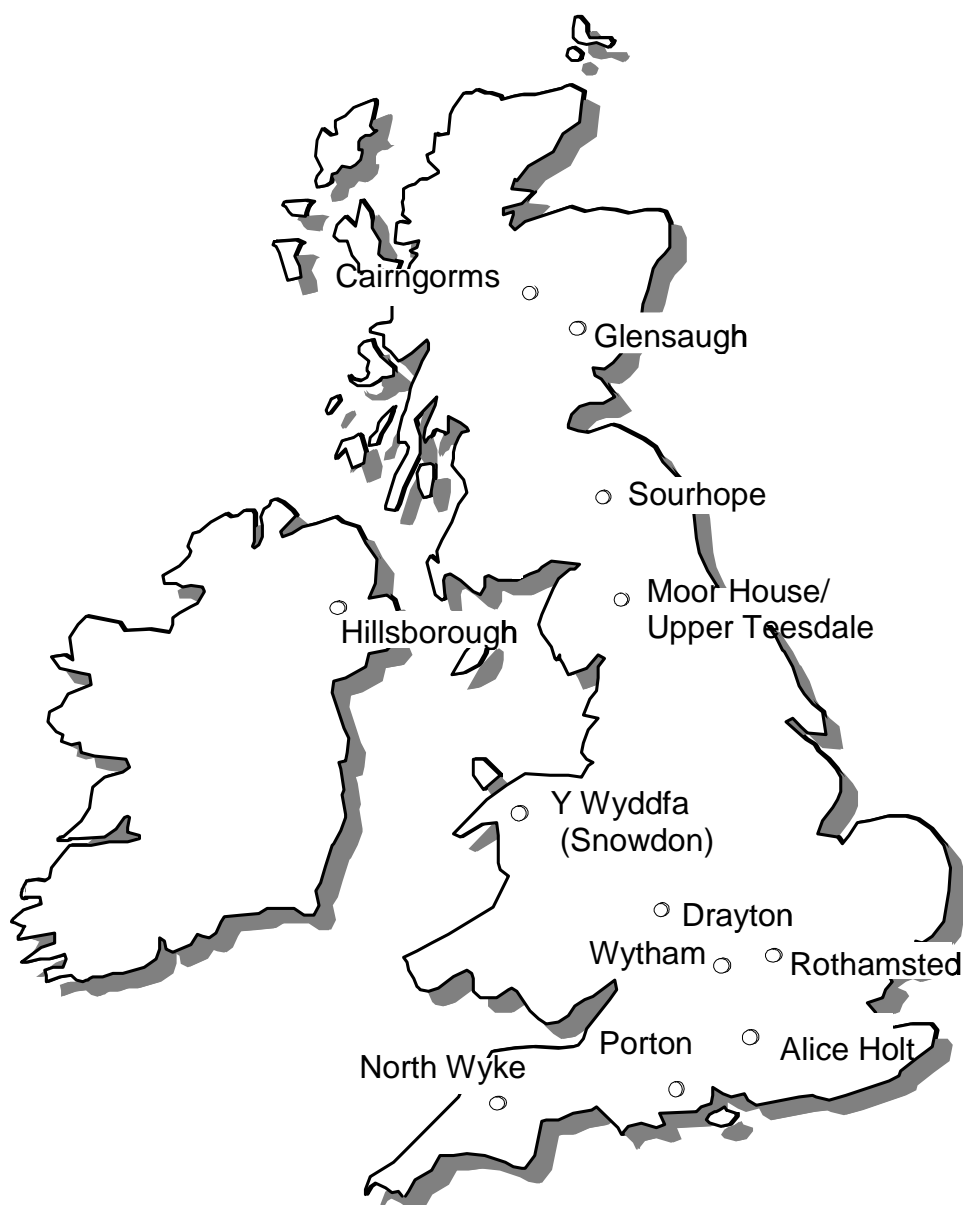 Cairngorms
Glensaugh
Sourhope
Moor House/
Upper Teesdale
Hillsborough
Y Wyddfa
(Snowdon)
Drayton
Wytham
Rothamsted
Porton
Alice Holt
North Wyke